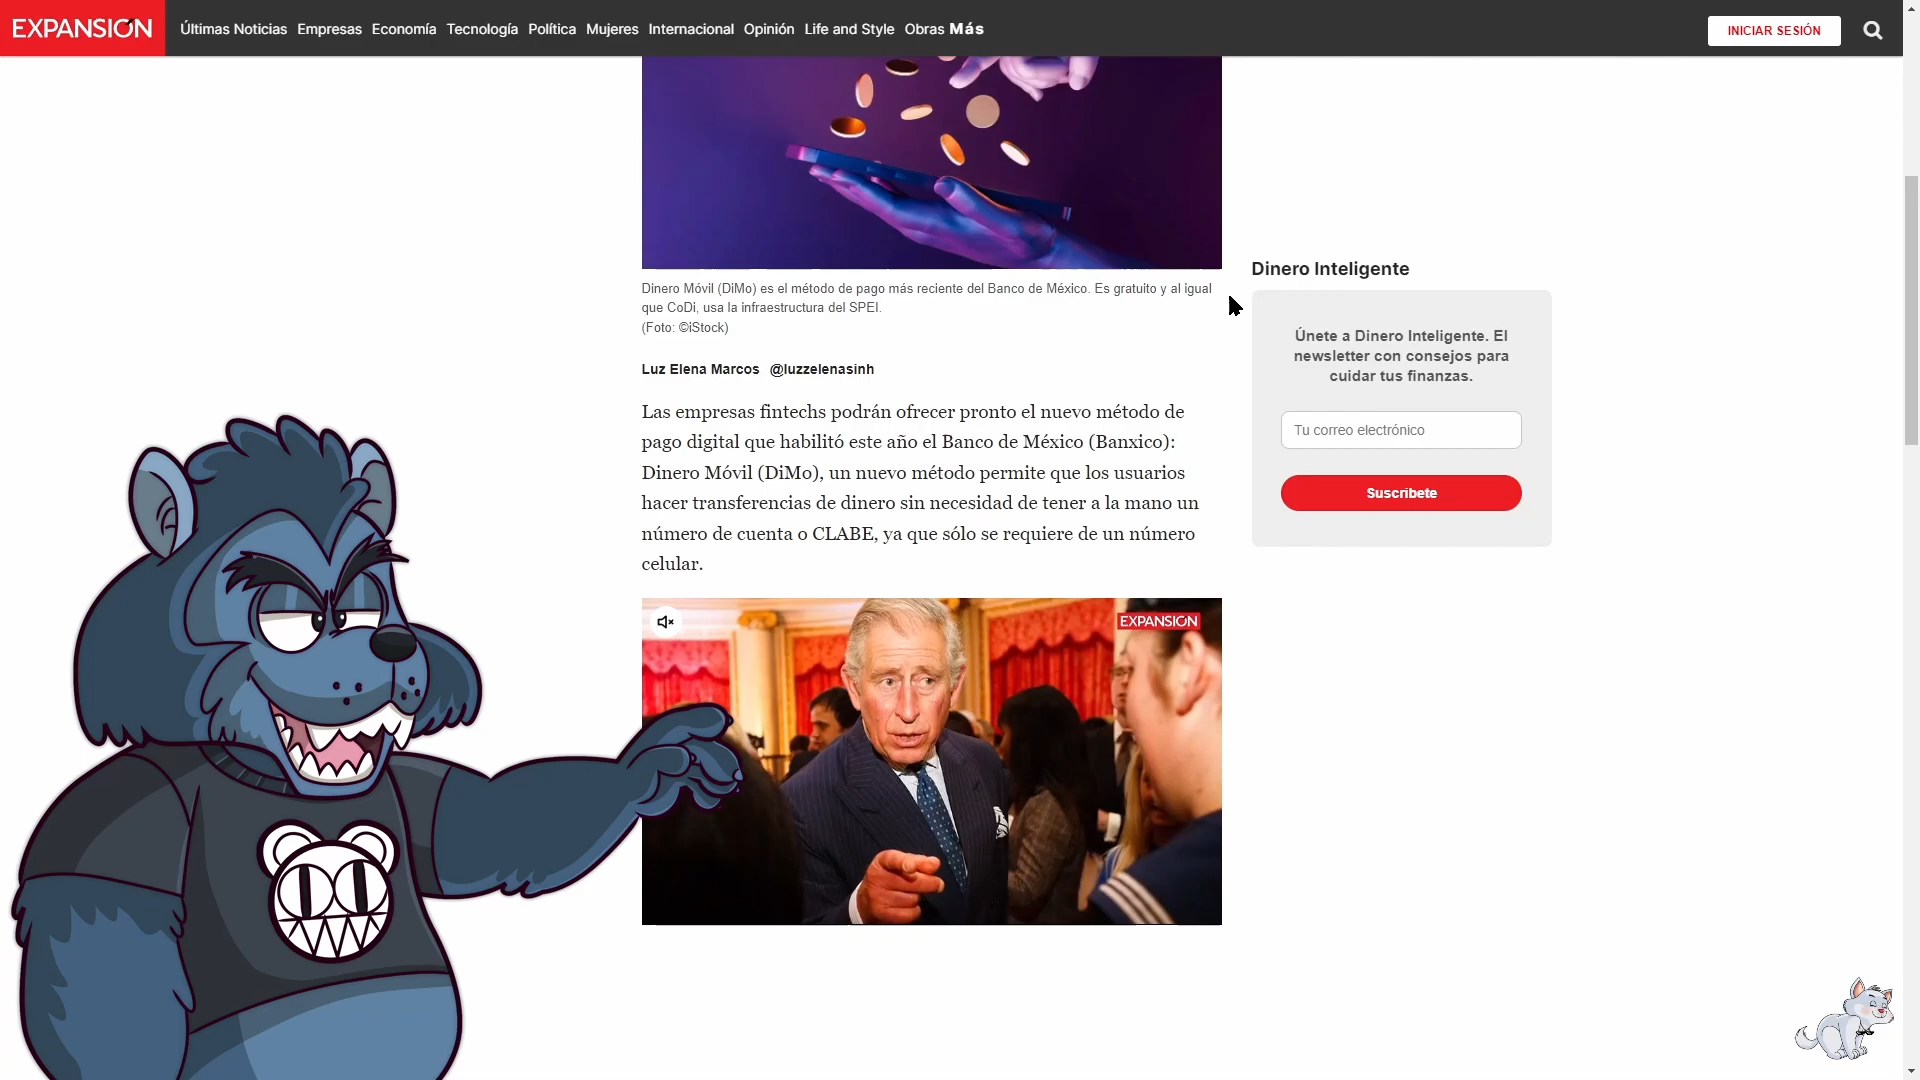 EXPANSIÓN
Últimas Noticias Empresas Economía Tecnología Política Mujeres Internacional Opinión Life and Style Obras Más
INICIAR SESIÓN
Dinero Móvil (DiMo) es el método de pago más reciente del Banco de México. Es gratuito y al igual
que CoDi, usa la infraestructura del SPEI.
(Foto: ©iStock)
Luz Elena Marcos @luzzelenasinh
Las empresas fintechs podrán ofrecer pronto el nuevo método de
pago digital que habilitó este año el Banco de México (Banxico):
Dinero Móvil (DiMo), un nuevo método permite que los usuarios
hacer transferencias de dinero sin necesidad de tener a la mano un
número de cuenta o CLABE, ya que sólo se requiere de un número
celular.
EXPANSIÓN
Dinero Inteligente
Únete a Dinero Inteligente. El
newsletter con consejos para
cuidar tus finanzas.
Tu correo electrónico
Suscríbete